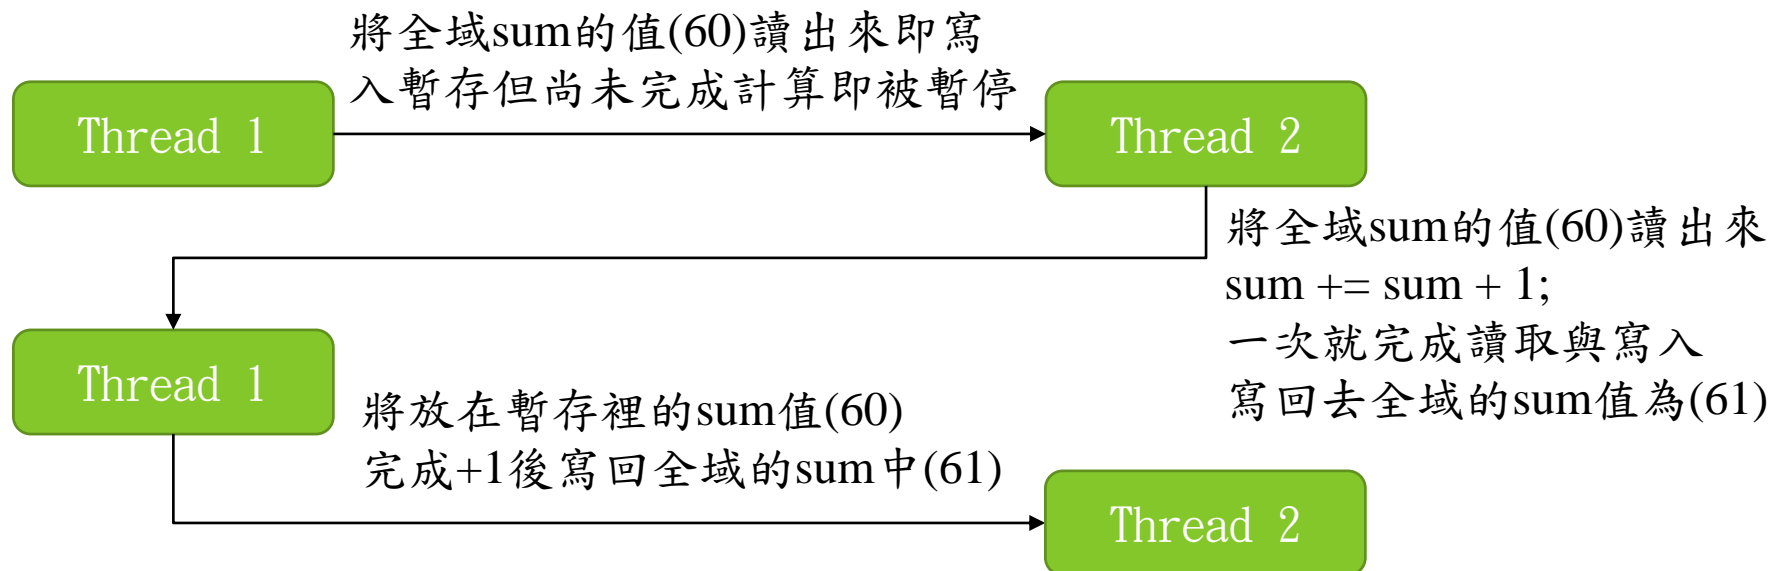 將全域sum的值(60)讀出來即寫
入暫存但尚未完成計算即被暫停
Thread 1
Thread 2
將全域sum的值(60)讀出來
sum += sum + 1;
一次就完成讀取與寫入
寫回去全域的sum值為(61)
Thread 1
將放在暫存裡的sum值(60)
完成+1後寫回全域的sum中(61)
Thread 2